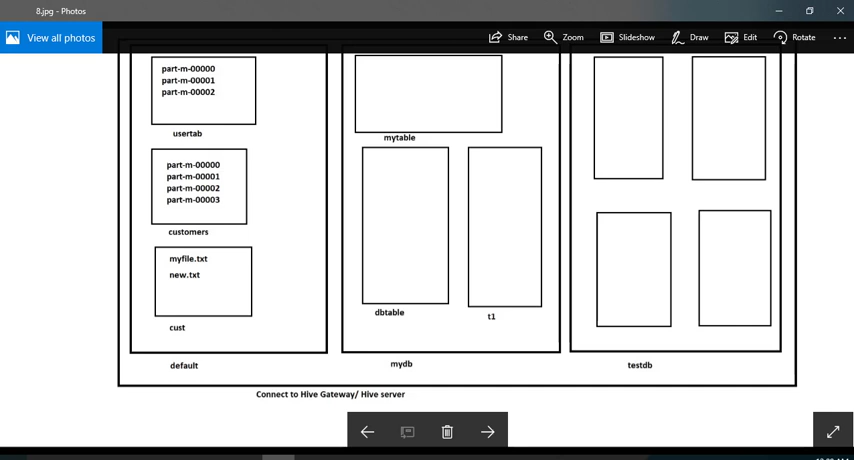 8.jpg - Photos
View all photos
Share
Zoom
Slideshow
Draw
Edit
Rotate
part-m-00000
part-m-00001
part-m-00002
usertab
part-m-00000
part-m-00001
part-m-00002
part-m-00003
customers
myfile.txt
new.txt
cust
default
mytable
dbtable
t1
mydb
testdb
Connect to Hive Gateway/ Hive server